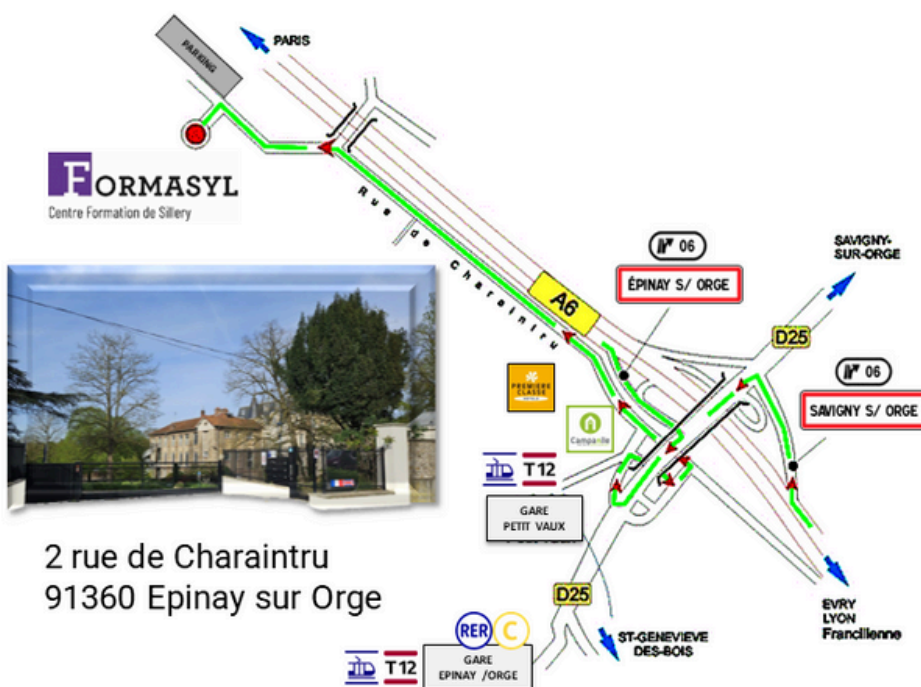 PARKING
PARIS
FORMASYL
Centre Formation de Sillery
Rue de Charaintru
06
ÉPINAY S/ ORGE
SAVIGNY-
SUR-ORGE
A6
D25
06
SAVIGNY S/ ORGE
PREMIERE
CLASSE
Campanile
T12
GARE
PETIT VAUX
2 rue de Charaintru
91360 Epinay sur Orge
D25
EVRY
LYON
Francilienne
RER C
ST-GENEVIEVE
DES-BOIS
T12
GARE
EPINAY /ORGE